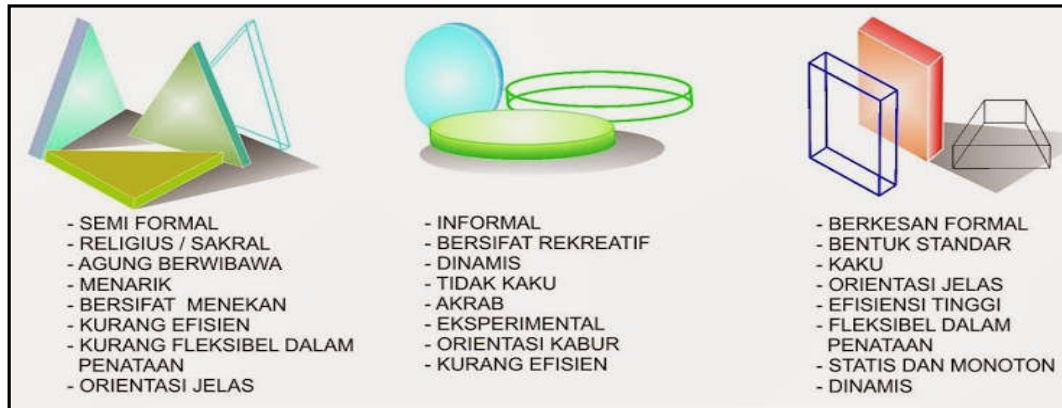 - SEMI FORMAL
- RELIGIUS / SAKRAL
- AGUNG BERWIBAWA
- MENARIK
- BERSIFAT MENEKAN
- KURANG EFISIEN
- KURANG FLEKSIBEL DALAM
PENATAAN
- ORIENTASI JELAS
- INFORMAL
- BERSIFAT REKREATIF
- DINAMIS
- TIDAK KAKU
- AKRAB
- EKSPERIMENTAL
- ORIENTASI KABUR
- KURANG EFISIEN
- BERKESAN FORMAL
- BENTUK STANDAR
- KAKU
- ORIENTASI JELAS
- EFISIENSI TINGGI
- FLEKSIBEL DALAM
PENATAAN
- STATIS DAN MONOTON
- DINAMIS